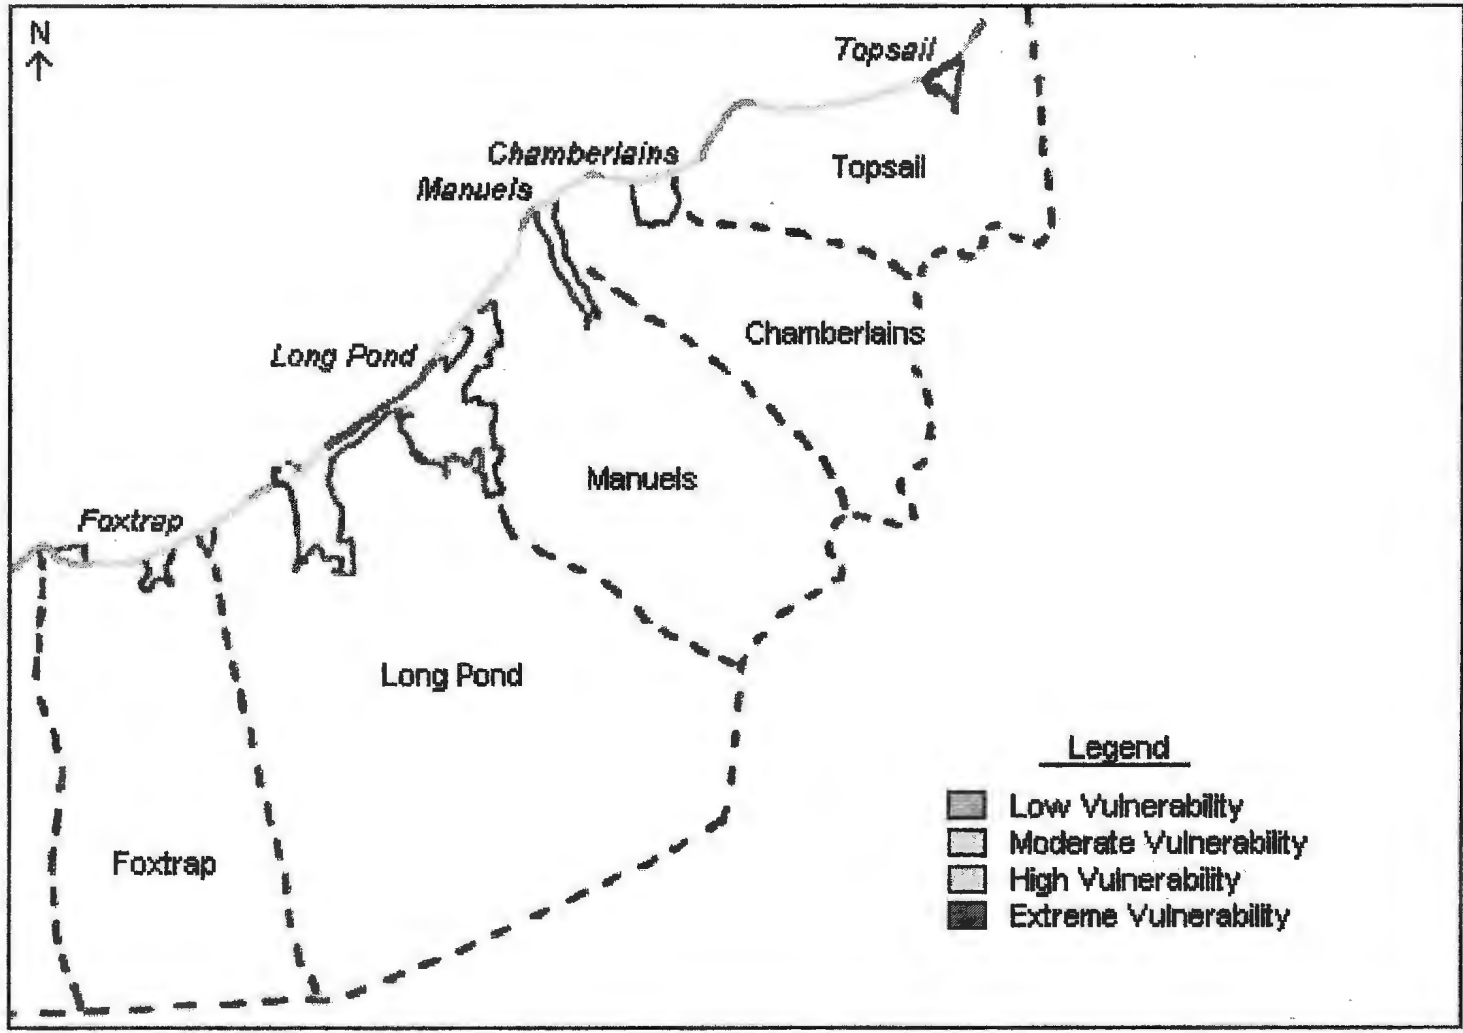 N
Topsail
Chamberlains
Topsail
Manuels
Chamberlains
Long Pond
Manuels
Foxtrap
Long Pond
Legend
Low Vulnerability
Moderate Vulnerability
Foxtrap
High Vulnerability
Extreme Vulnerability